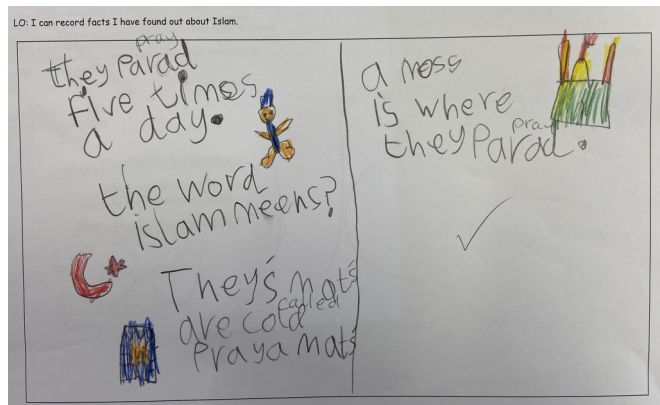 LO: I can record facts I have found out about Islam.
pray
they Parad
five times
a day.
the word
islam meens?
They's mats
called
are cold
Praya mats
a moss
is where
pray
they Parad.